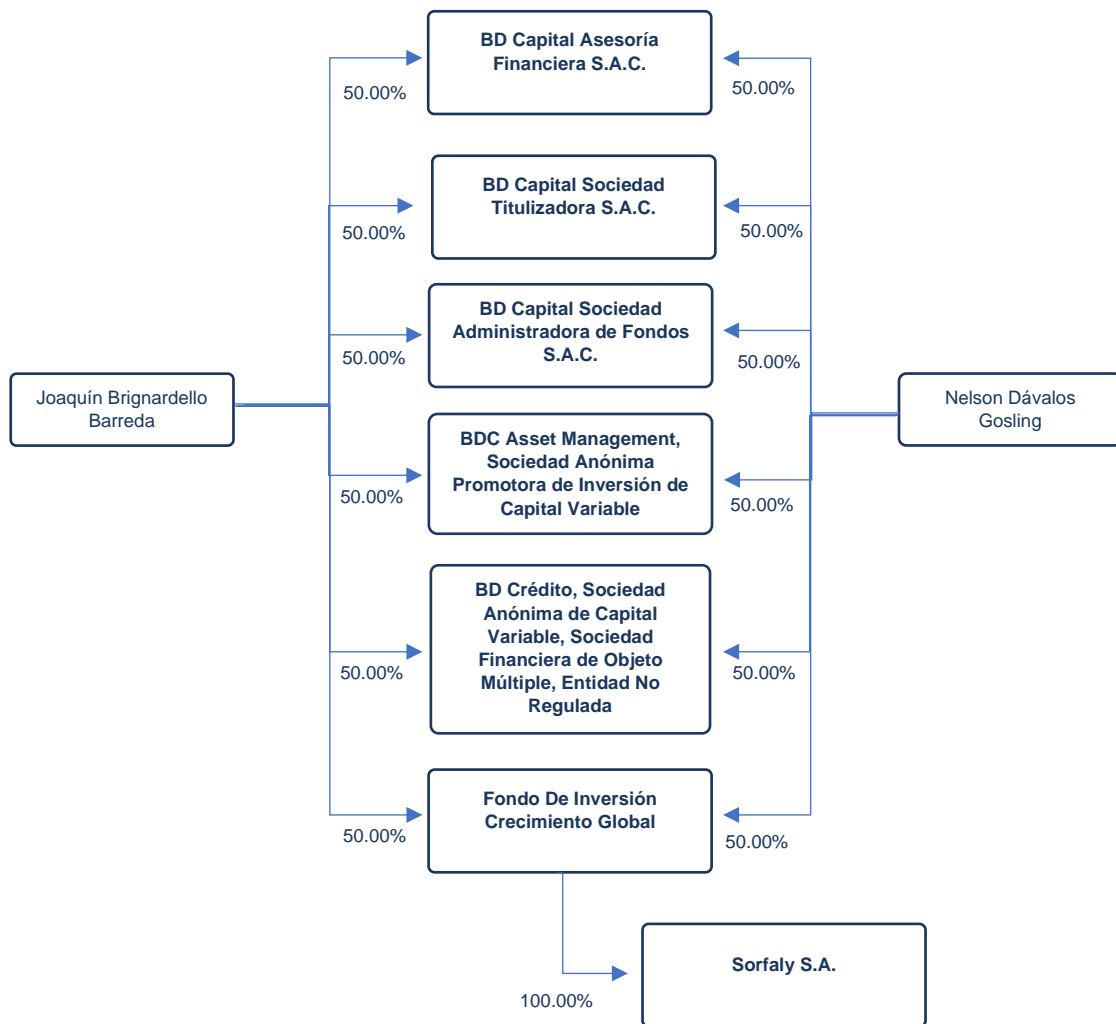 BD Capital Asesoría
Financiera S.A.C.
50.00%
50.00%
BD Capital Sociedad
Titulizadora S.A.C.
50.00%
50.00%
BD Capital Sociedad
Administradora de Fondos
S.A.C.
50.00%
50.00%
Joaquín Brignardello
Barreda
Nelson Dávalos
Gosling
BDC Asset Management,
Sociedad Anónima
Promotora de Inversión de
Capital Variable
50.00%
50.00%
BD Crédito, Sociedad
Anónima de Capital
Variable, Sociedad
Financiera de Objeto
Múltiple, Entidad No
Regulada
50.00%
50.00%
Fondo De Inversión
Crecimiento Global
50.00%
50.00%
Sorfaly S.A.
100.00%